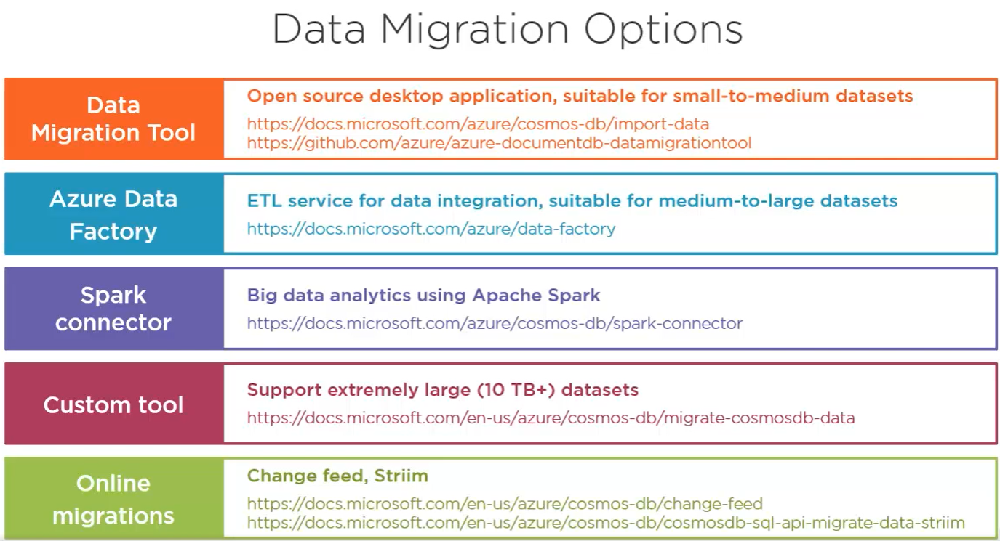 Data Migration Options
Data
Migration Tool
Open source desktop application, suitable for small-to-medium datasets
https://docs.microsoft.com/azure/cosmos-db/import-data
https://github.com/azure/azure-documentdb-datamigrationtool
Azure Data
Factory
ETL service for data integration, suitable for medium-to-large datasets
https://docs.microsoft.com/azure/data-factory
Spark
connector
Big data analytics using Apache Spark
https://docs.microsoft.com/azure/cosmos-db/spark-connector
Custom tool
Support extremely large (10 TB+) datasets
https://docs.microsoft.com/en-us/azure/cosmos-db/migrate-cosmosdb-data
Online
migrations
Change feed, Striim
https://docs.microsoft.com/en-us/azure/cosmos-db/change-feed
https://docs.microsoft.com/en-us/azure/cosmos-db/cosmosdb-sql-api-migrate-data-striim